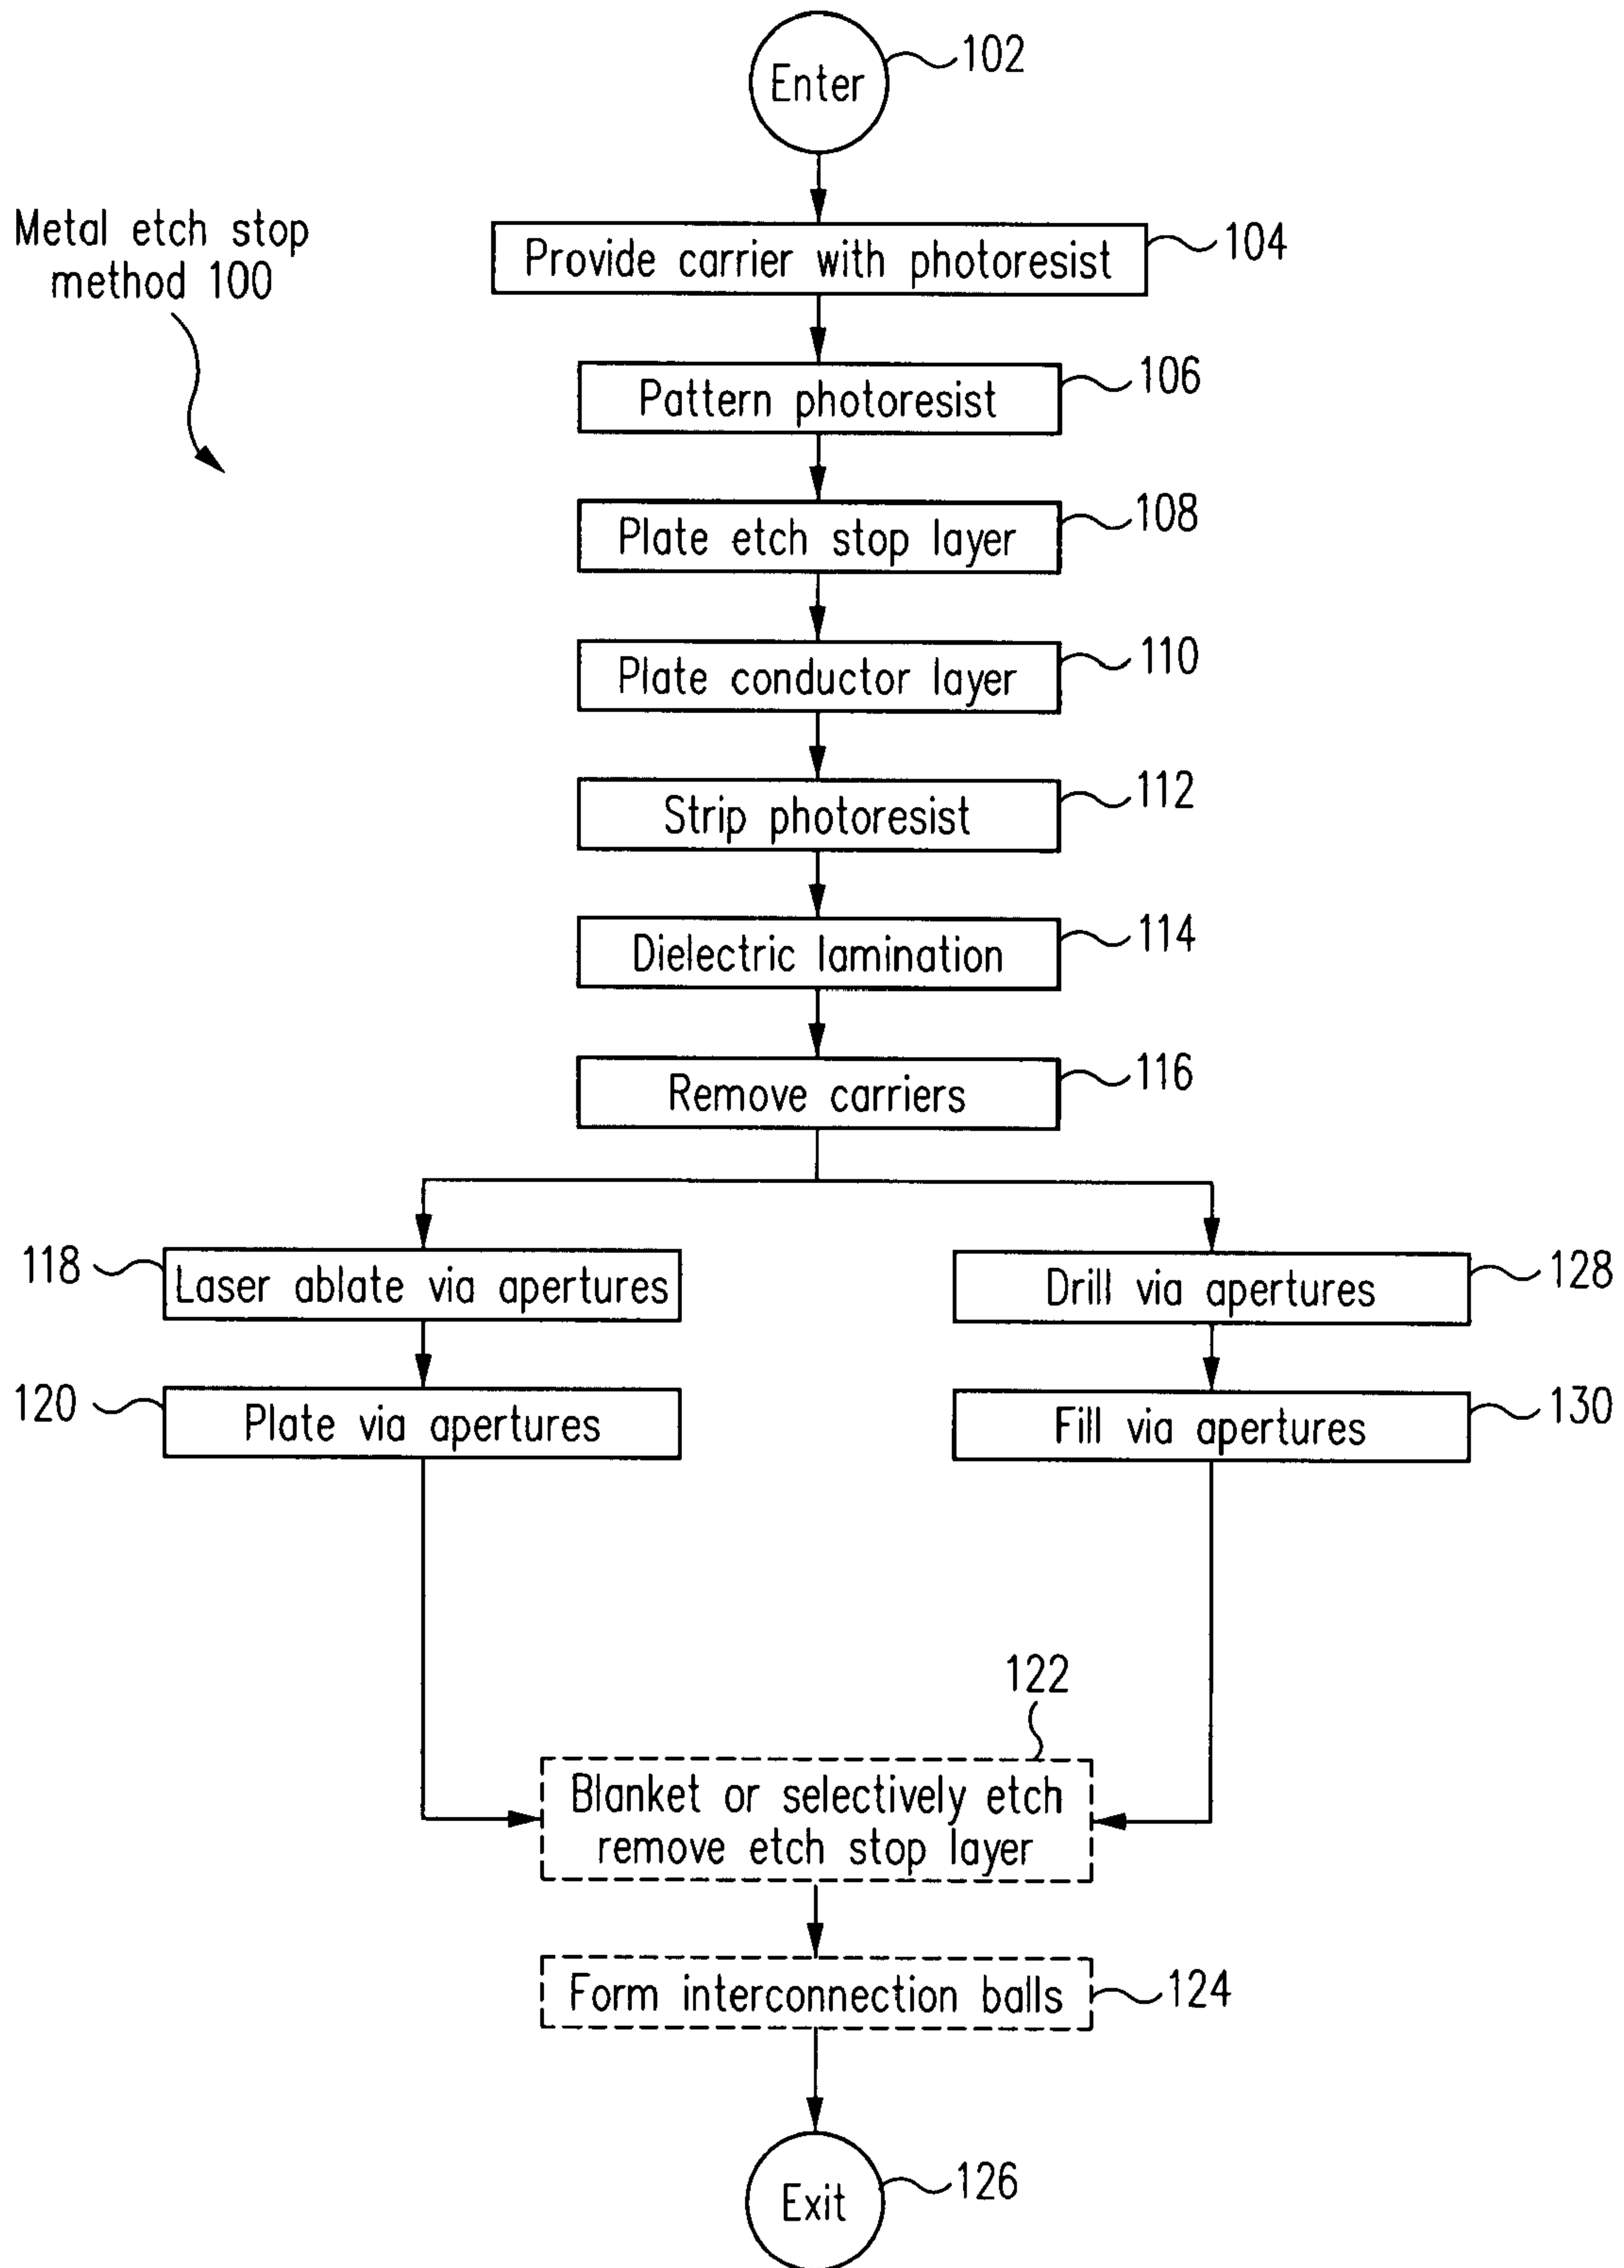 Enter
102
Metal etch stop
method 100
Provide carrier with photoresist
104
Pattern photoresist
106
Plate etch stop layer
108
Plate conductor layer
110
Strip photoresist
112
Dielectric lamination
114
Remove carriers
116
118
Laser ablate via apertures
Drill via apertures
128
120
Plate via apertures
Fill via apertures
130
122
Blanket or selectively etch
remove etch stop layer
Form interconnection balls
124
Exit
126